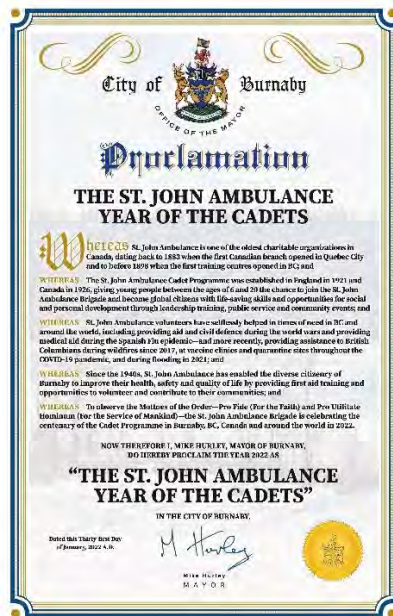 City of Burnaby
OFFICE OF THE MAYOR
Proclamation
THE ST. JOHN AMBULANCE
YEAR OF THE CADETS
Whereas St. John Ambulance is one of the oldest charitable organizations in
Canada, dating back to 1883 when the first Canadian branch opened in Quebec City
and to before 1898 when the first training centres opened in BC; and
WHEREAS The St. John Ambulance Cadet Programme was established in England in 1921 and
Canada in 1926, giving young people between the ages of 6 and 20 the chance to join the St. John
Ambulance Brigade and become global citizens with life-saving skills and opportunities for social
and personal development through leadership training, public service and community events; and
WHEREAS St. John Ambulance volunteers have selflessly helped in times of need in BC and
around the world, including providing aid and civil defence during the world wars and providing
medical aid during the Spanish Flu epidemic—and more recently, providing assistance to British
Columbians during wildfires since 2017, at vaccine clinics and quarantine sites throughout the
COVID-19 pandemic, and during flooding in 2021; and
WHEREAS Since the 1940s, St. John Ambulance has enabled the diverse citizenry of
Burnaby to improve their health, safety and quality of life by providing first aid training and
opportunities to volunteer and contribute to their communities; and
WHEREAS To observe the Mottoes of the Order—Pro Fide (For the Faith) and Pro Utilitate
Hominum (For the Service of Mankind)—the St. John Ambulance Brigade is celebrating the
centenary of the Cadet Programme in Burnaby, BC, Canada and around the world in 2022.
NOW THEREFORE I, MIKE HURLEY, MAYOR OF BURNABY,
DO HEREBY PROCLAIM THE YEAR 2022 AS
“THE ST. JOHN AMBULANCE
YEAR OF THE CADETS”
IN THE CITY OF BURNABY.
Dated this Thirty First Day
of January, 2022 A.D.
M Hurley
Mike Hurley
MAYOR